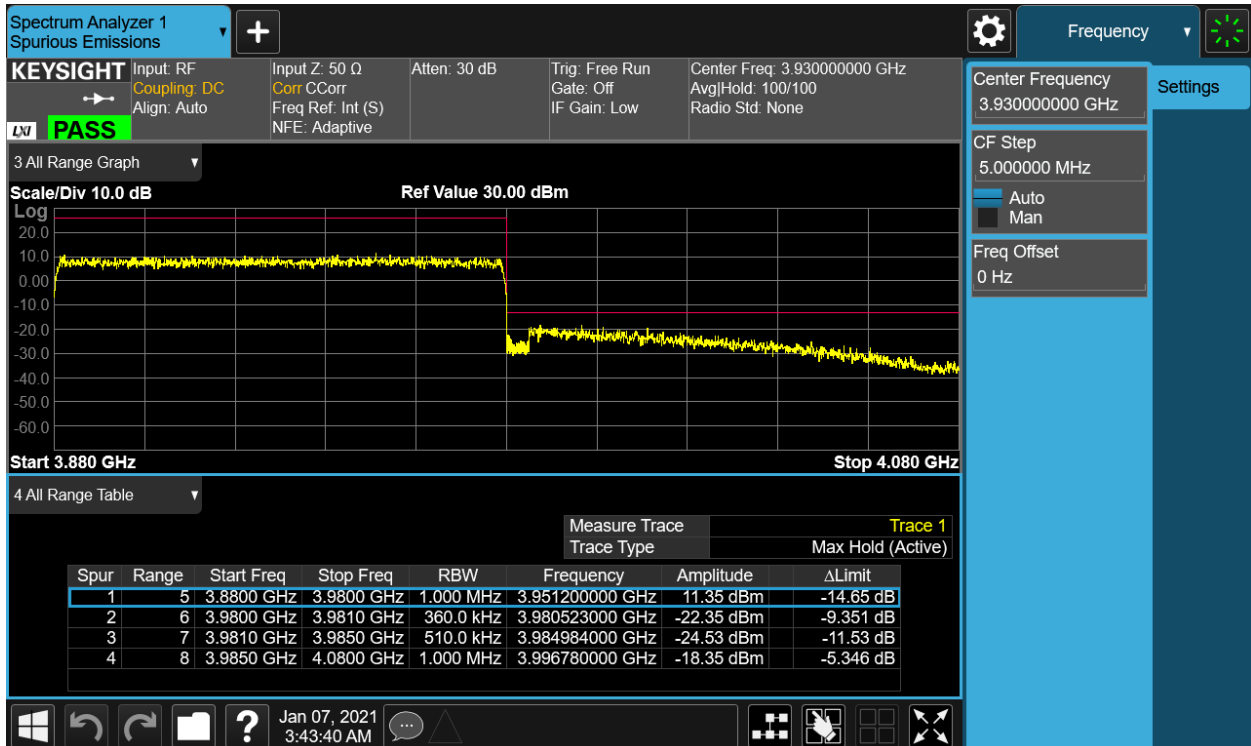 Spectrum Analyzer 1
Spurious Emissions
+
Frequency
KEYSIGHT
Input: RF
Coupling: DC
Align: Auto
Input Z: 50 Ω
Corr CCorr
Freq Ref: Int (S)
NFE: Adaptive
Atten: 30 dB
Trig: Free Run
Gate: Off
IF Gain: Low
Center Freq: 3.930000000 GHz
Avg|Hold: 100/100
Radio Std: None
LXI PASS
Center Frequency
3.930000000 GHz
Settings
CF Step
5.000000 MHz
Auto
Man
Freq Offset
0 Hz
3 All Range Graph
Scale/Div 10.0 dB Ref Value 30.00 dBm
Log
20.0
10.0
0.00
-10.0
-20.0
-30.0
-40.0
-50.0
-60.0
Start 3.880 GHz Stop 4.080 GHz
4 All Range Table
Measure Trace Trace 1
Trace Type Max Hold (Active)
Spur Range Start Freq Stop Freq RBW Frequency Amplitude ΔLimit
1 5 3.8800 GHz 3.9800 GHz 1.000 MHz 3.951200000 GHz 11.35 dBm -14.65 dB
2 6 3.9800 GHz 3.9810 GHz 360.0 kHz 3.980523000 GHz -22.35 dBm -9.351 dB
3 7 3.9810 GHz 3.9850 GHz 510.0 kHz 3.984984000 GHz -24.53 dBm -11.53 dB
4 8 3.9850 GHz 4.0800 GHz 1.000 MHz 3.996780000 GHz -18.35 dBm -5.346 dB
?
Jan 07, 2021
3:43:40 AM